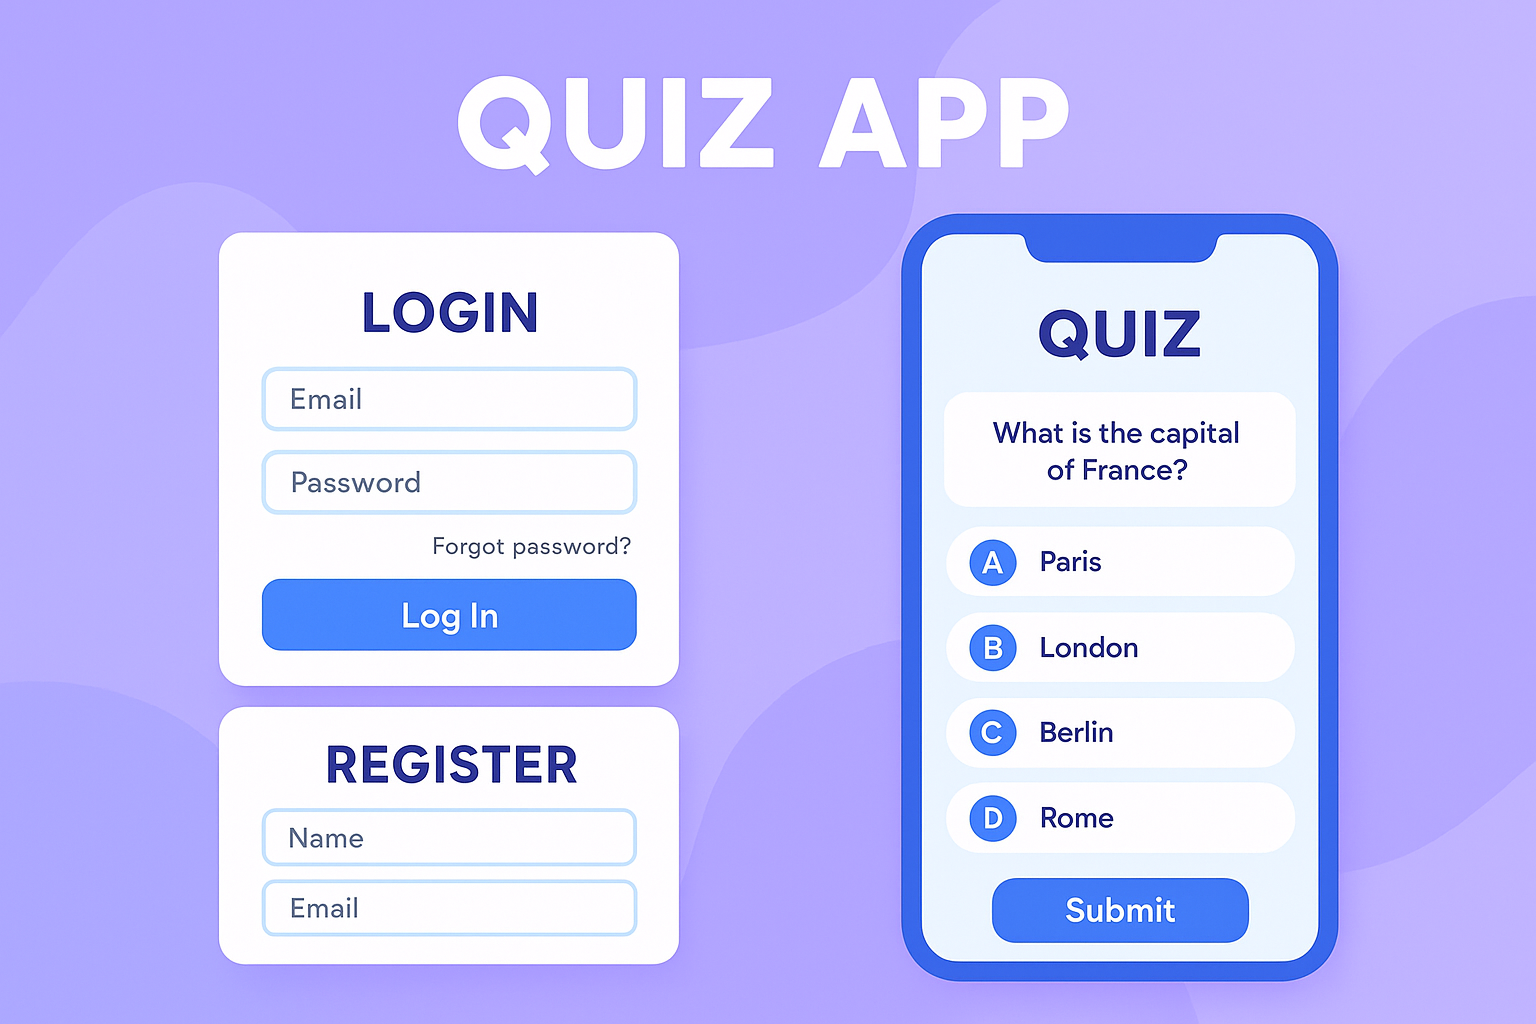 QUIZ APP
LOGIN
Email
Password
Forgot password?
Log In
REGISTER
Name
Email
QUIZ
What is the capital
of France?
A Paris
B London
C Berlin
D Rome
Submit